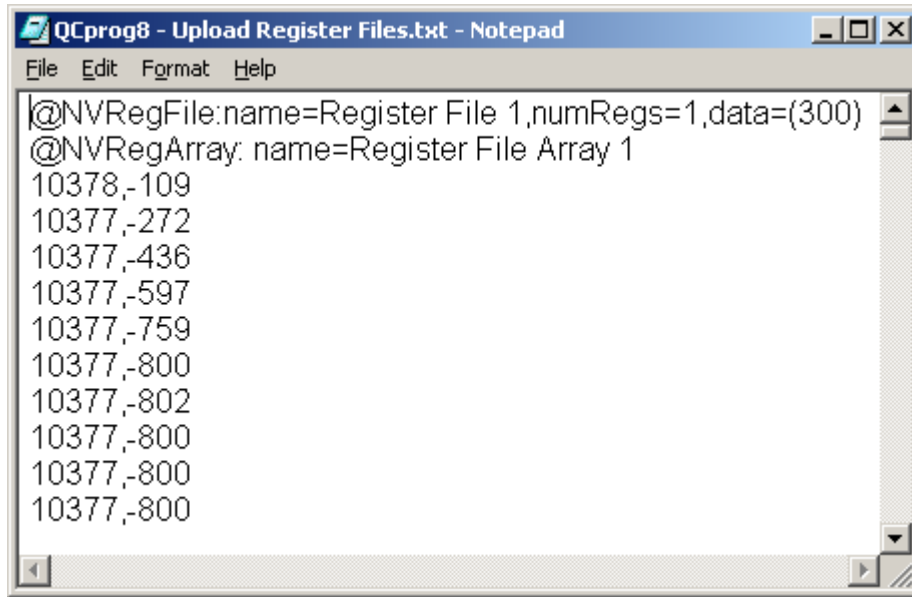 QCprog8 - Upload Register Files.txt - Notepad
File Edit Format Help
@NVRegFile:name=Register File 1,numRegs=1,data=(300)
@NVRegArray: name=Register File Array 1
10378,-109
10377,-272
10377,-436
10377,-597
10377,-759
10377,-800
10377,-802
10377,-800
10377,-800
10377,-800